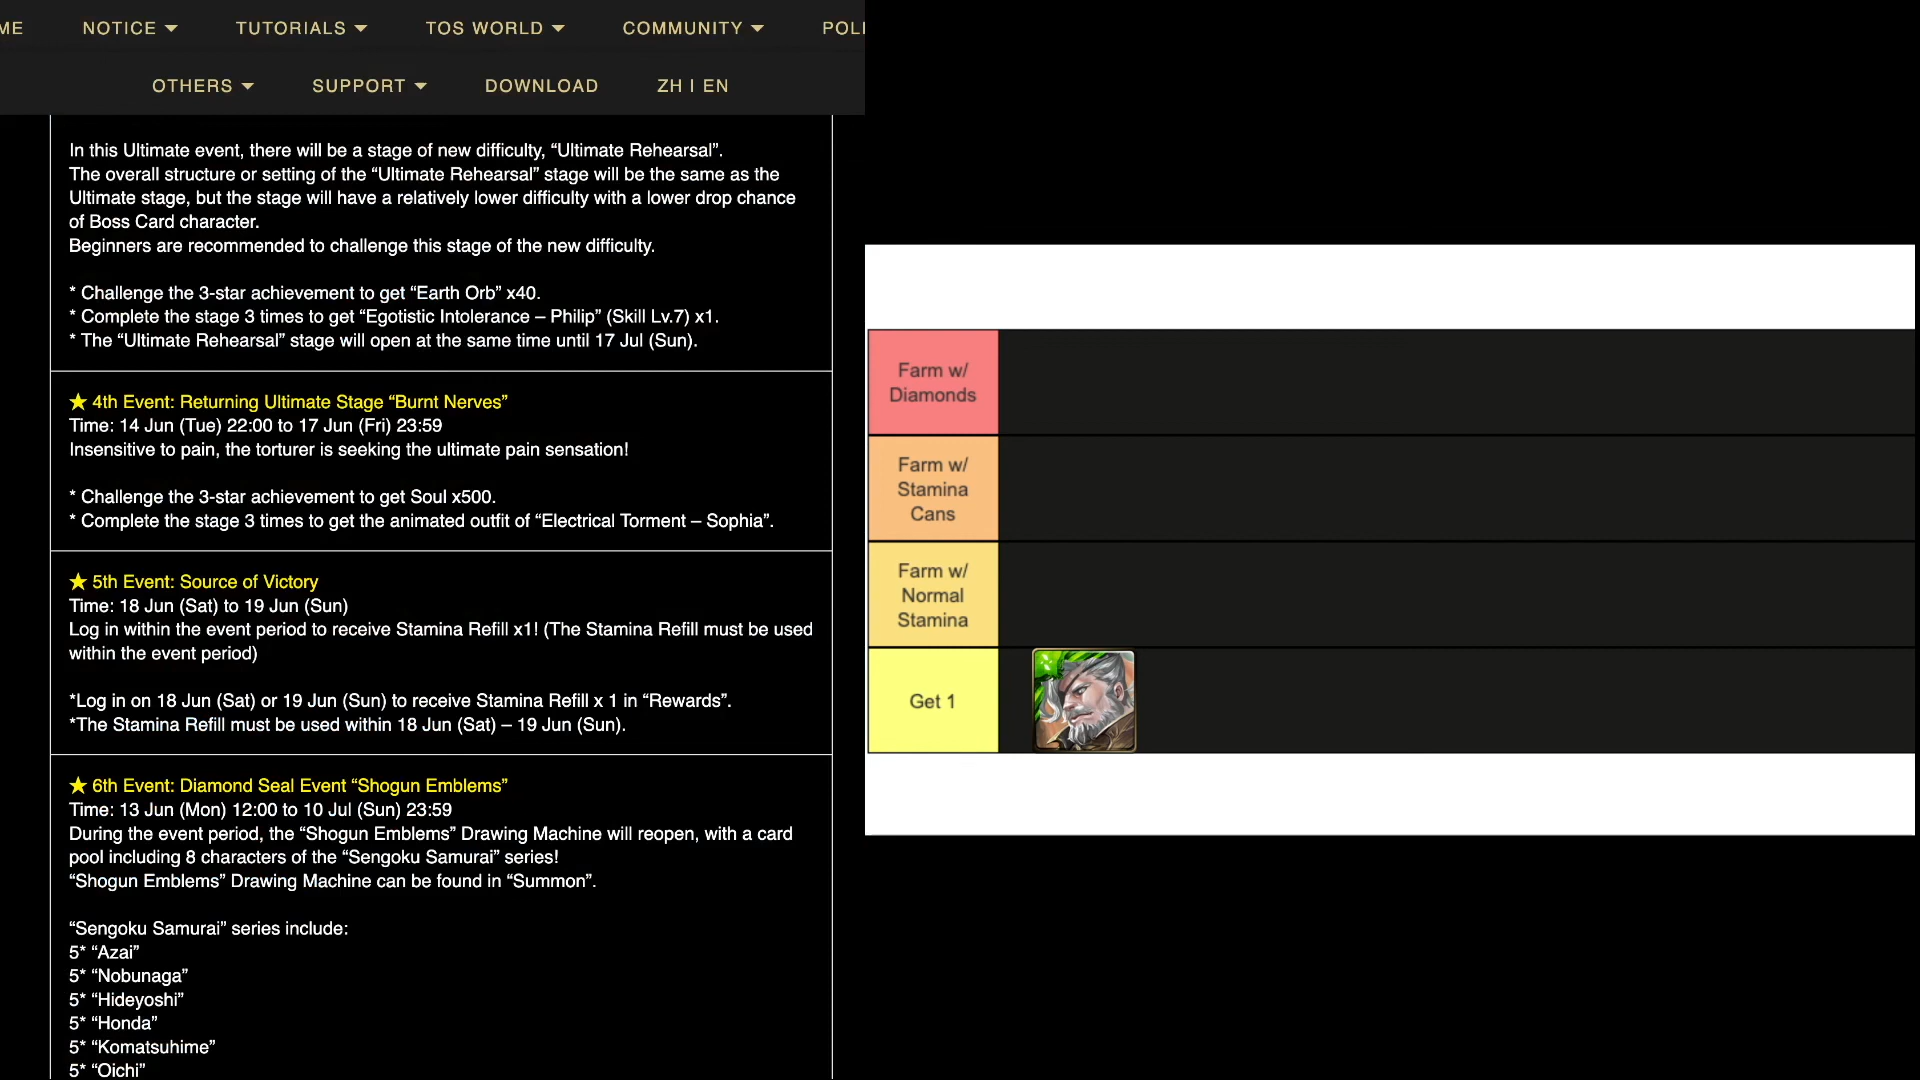 ME NOTICE TUTORIALS TOS WORLD COMMUNITY POLI
OTHERS SUPPORT DOWNLOAD ZH I EN
In this Ultimate event, there will be a stage of new difficulty, “Ultimate Rehearsal”.
The overall structure or setting of the “Ultimate Rehearsal” stage will be the same as the
Ultimate stage, but the stage will have a relatively lower difficulty with a lower drop chance
of Boss Card character.
Beginners are recommended to challenge this stage of the new difficulty.
* Challenge the 3-star achievement to get “Earth Orb” x40.
* Complete the stage 3 times to get “Egotistic Intolerance – Philip” (Skill Lv.7) x1.
* The “Ultimate Rehearsal” stage will open at the same time until 17 Jul (Sun).
★ 4th Event: Returning Ultimate Stage “Burnt Nerves”
Time: 14 Jun (Tue) 22:00 to 17 Jun (Fri) 23:59
Insensitive to pain, the torturer is seeking the ultimate pain sensation!
* Challenge the 3-star achievement to get Soul x500.
* Complete the stage 3 times to get the animated outfit of “Electrical Torment – Sophia”.
★ 5th Event: Source of Victory
Time: 18 Jun (Sat) to 19 Jun (Sun)
Log in within the event period to receive Stamina Refill x1! (The Stamina Refill must be used
within the event period)
*Log in on 18 Jun (Sat) or 19 Jun (Sun) to receive Stamina Refill x 1 in “Rewards”.
*The Stamina Refill must be used within 18 Jun (Sat) – 19 Jun (Sun).
★ 6th Event: Diamond Seal Event “Shogun Emblems”
Time: 13 Jun (Mon) 12:00 to 10 Jul (Sun) 23:59
During the event period, the “Shogun Emblems” Drawing Machine will reopen, with a card
pool including 8 characters of the “Sengoku Samurai” series!
“Shogun Emblems” Drawing Machine can be found in “Summon”.
“Sengoku Samurai” series include:
5* “Azai”
5* “Nobunaga”
5* “Hideyoshi”
5* “Honda”
5* “Komatsuhime”
5* “Oichi”
Farm w/
Diamonds
Farm w/
Stamina
Cans
Farm w/
Normal
Stamina
Get 1